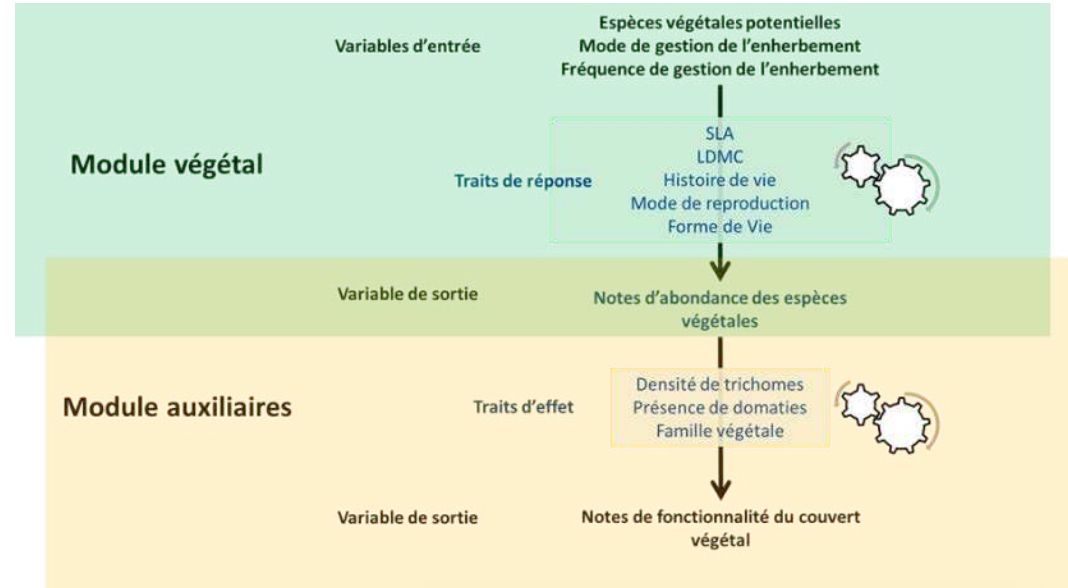 Espèces végétales potentielles
Variables d'entrée
Mode de gestion de l'enherbement
Fréquence de gestion de l'enherbement
Module végétal
Traits de réponse
SLA
LDMC
Histoire de vie
Mode de reproduction
Forme de Vie
Variable de sortie
Notes d'abondance des espèces
végétales
Module auxiliaires
Traits d'effet
Densité de trichomes
Présence de domaties
Famille végétale
Variable de sortie
Notes de fonctionnalité du couvert
végétal